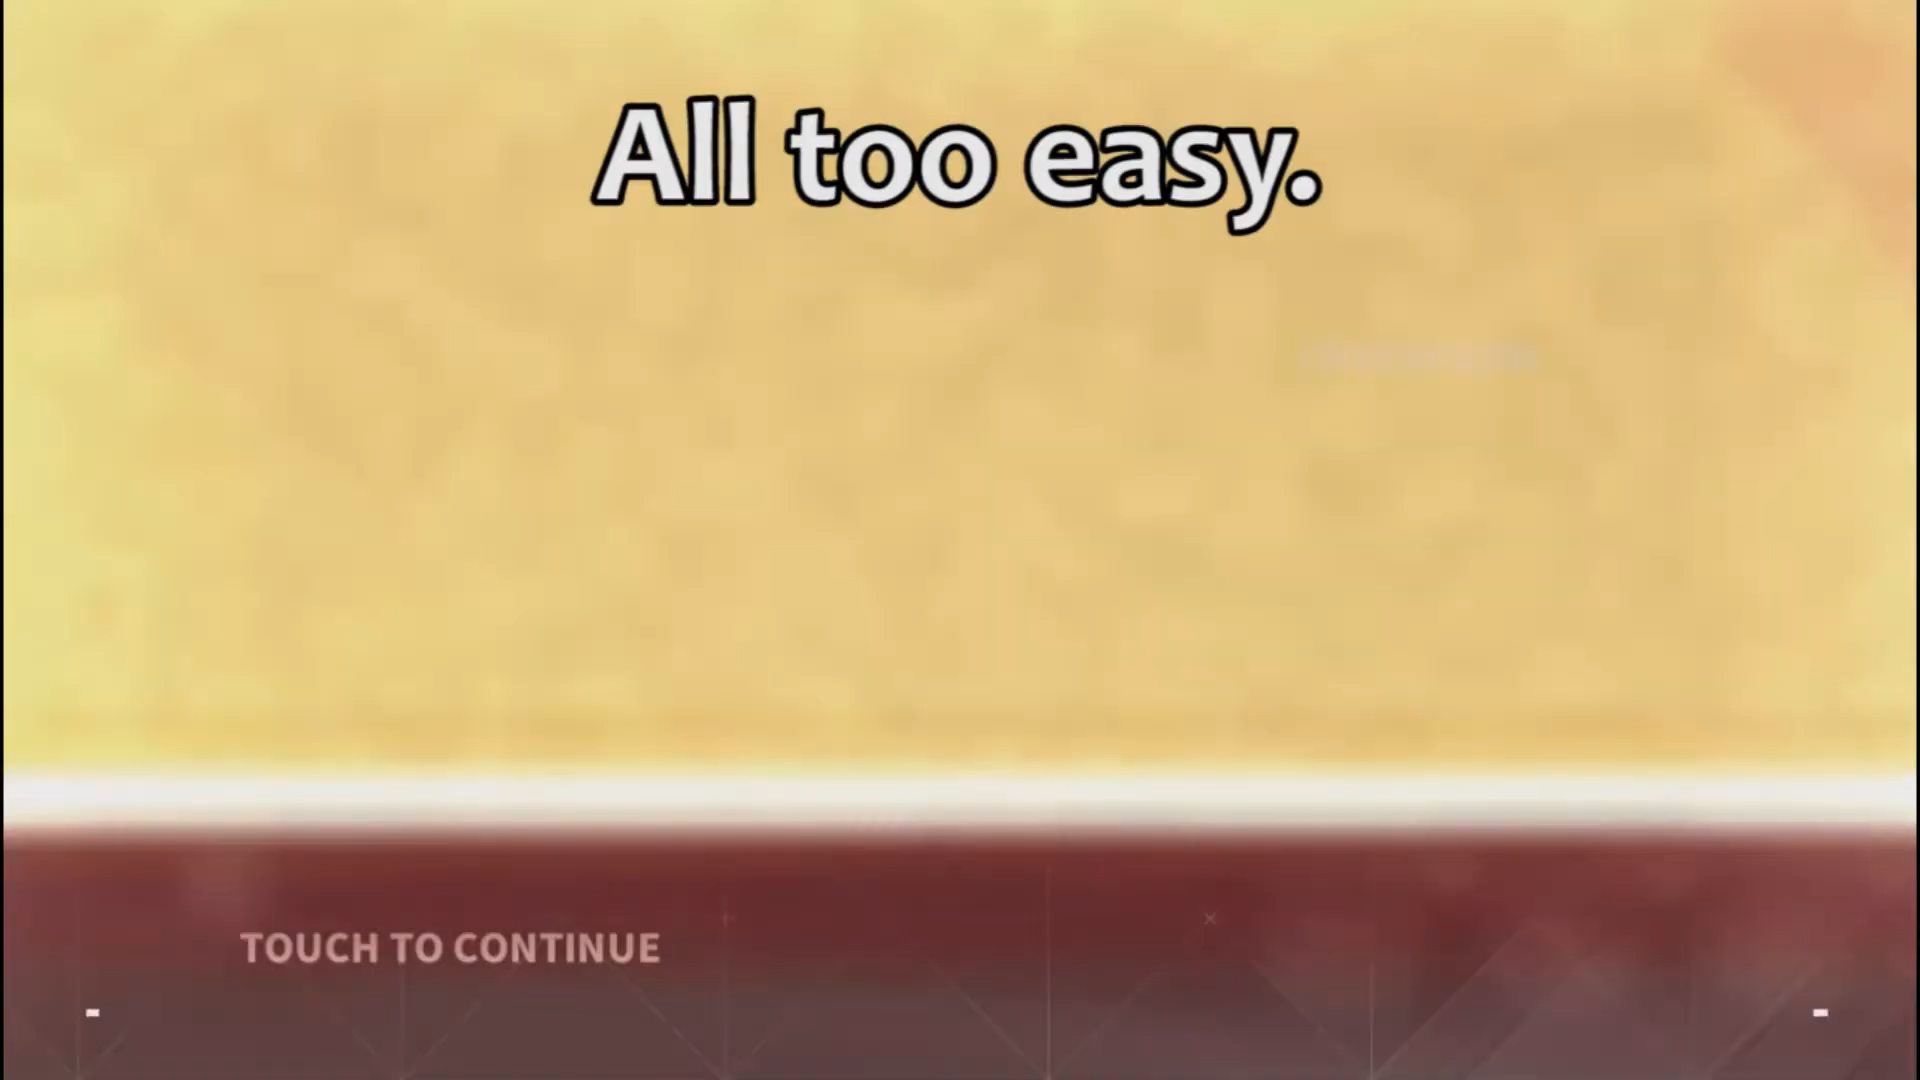 All too easy.
TOUCH TO CONTINUE
-
-